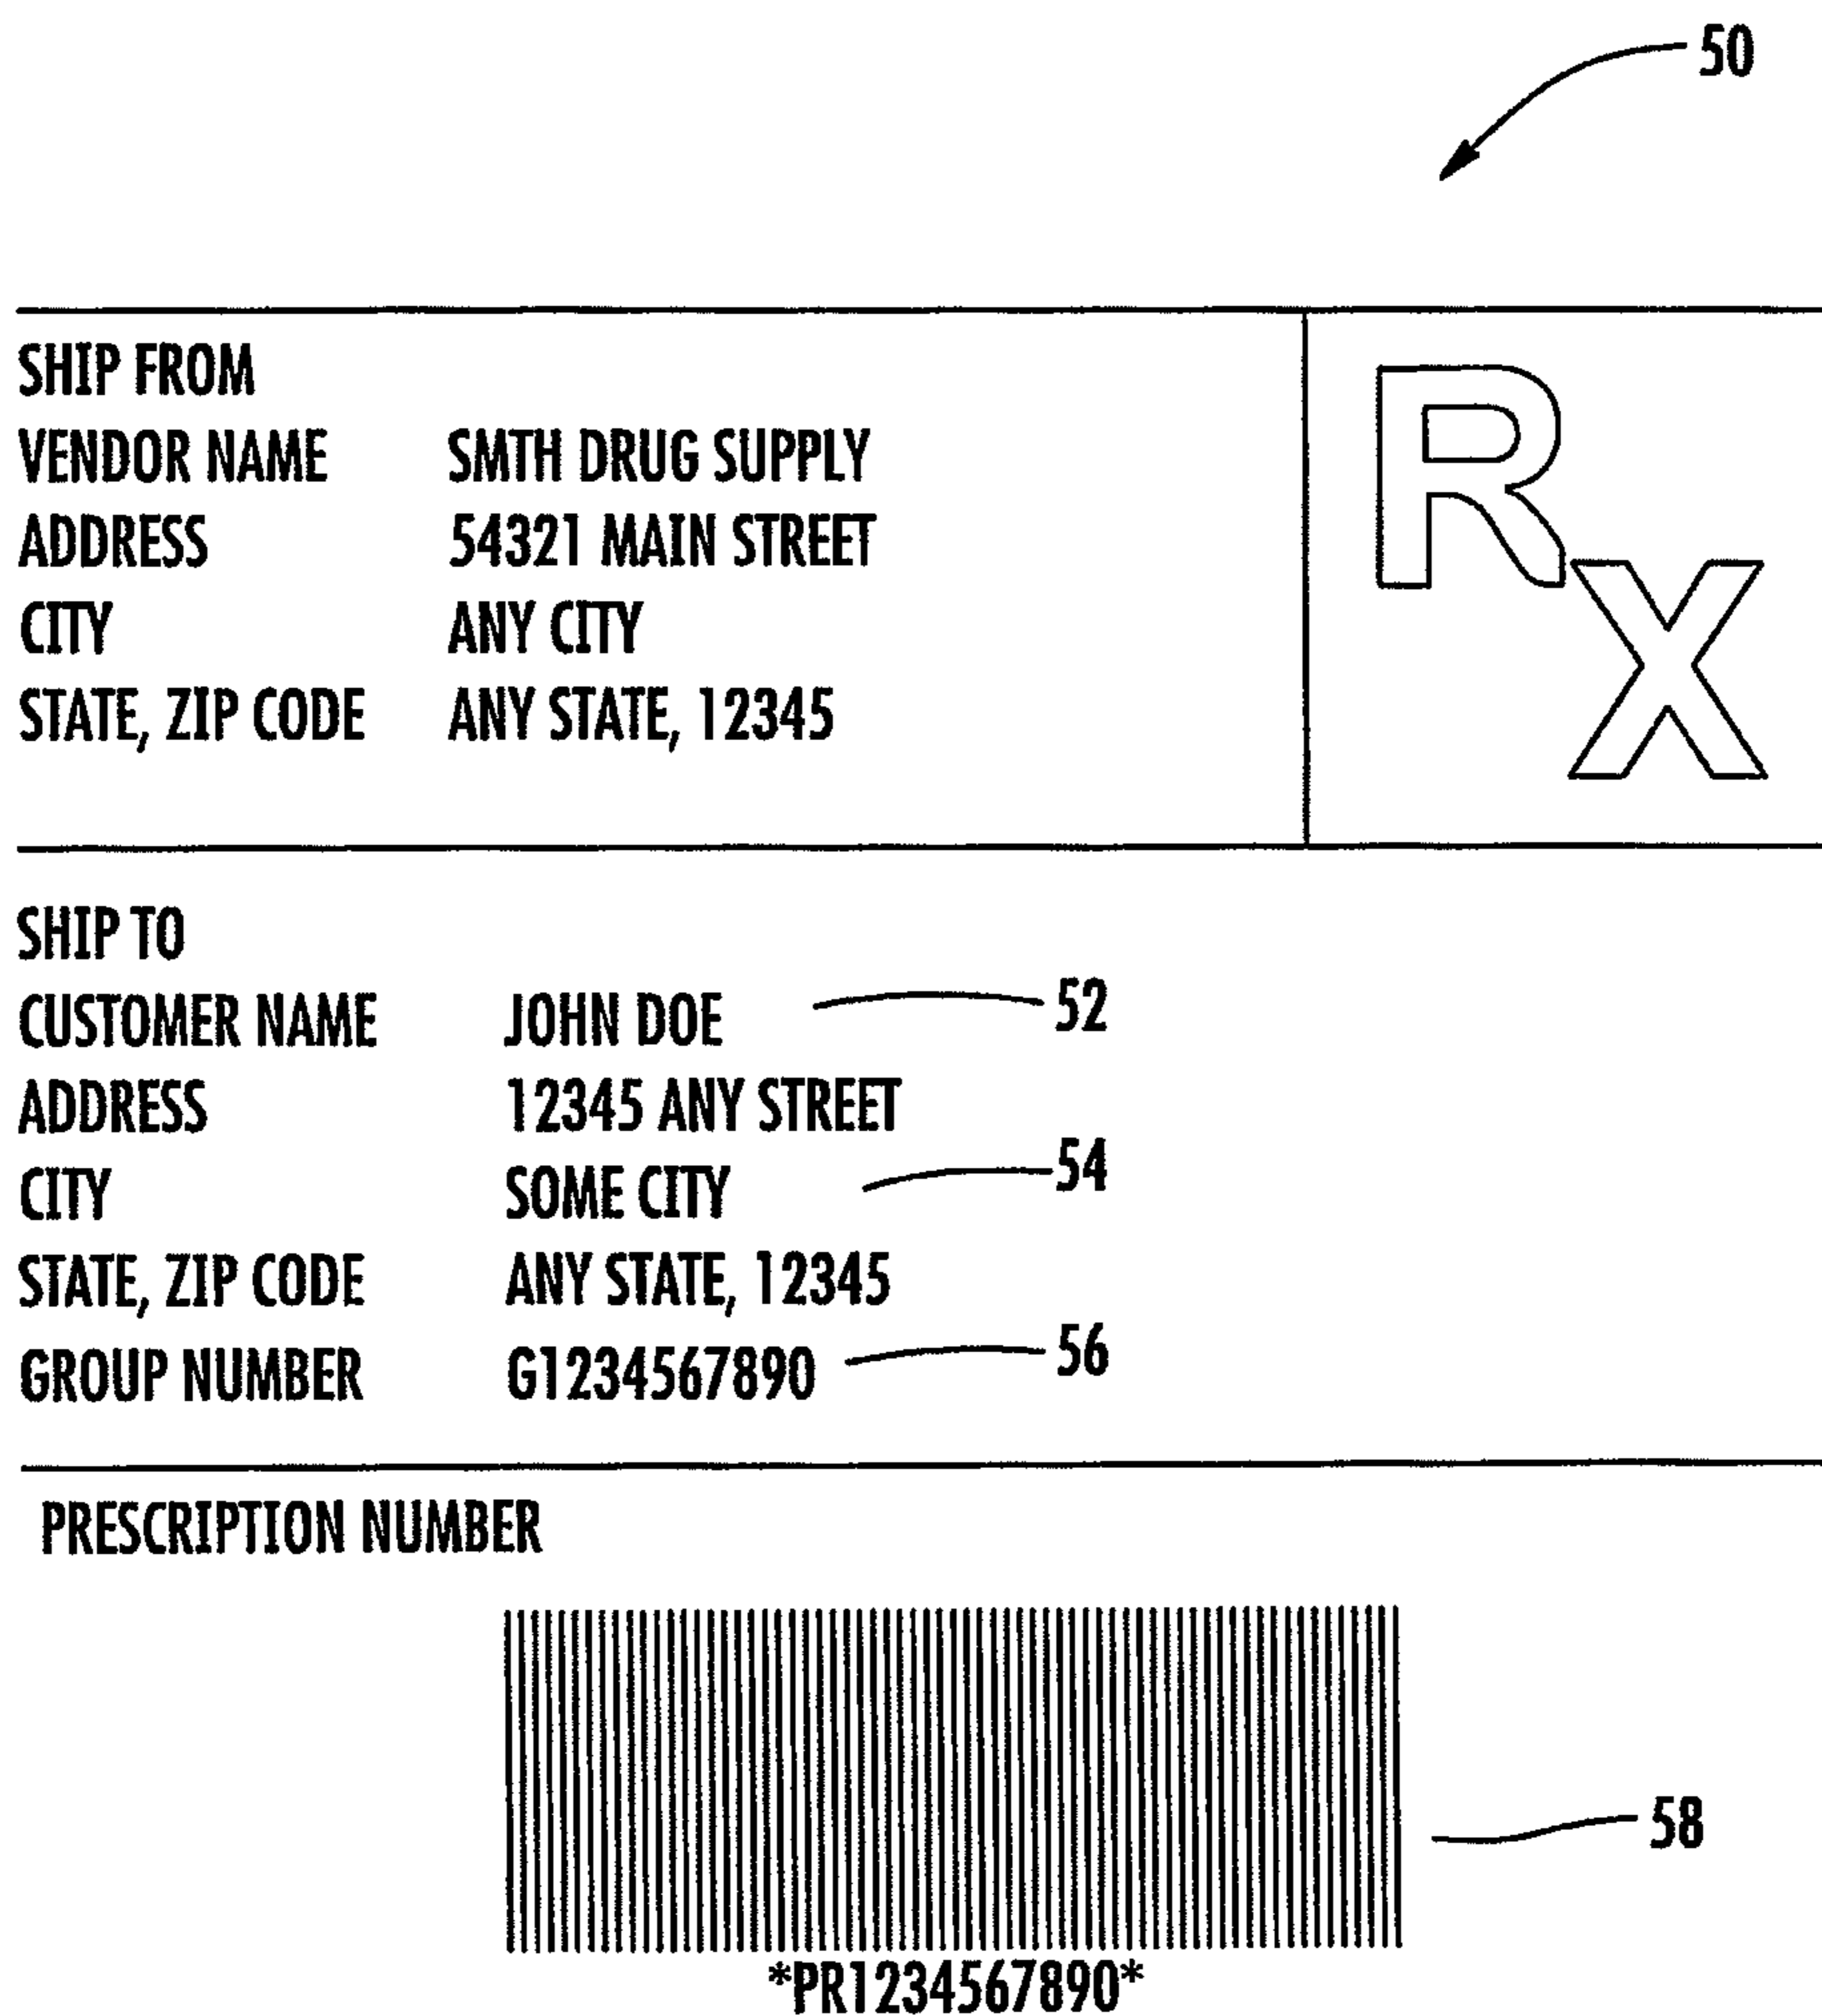 50
SHIP FROM
VENDOR NAME SMTH DRUG SUPPLY
ADDRESS 54321 MAIN STREET
CITY ANY CITY
STATE, ZIP CODE ANY STATE, 12345
RX
SHIP TO
CUSTOMER NAME JOHN DOE 52
ADDRESS 12345 ANY STREET
CITY SOME CITY 54
STATE, ZIP CODE ANY STATE, 12345
GROUP NUMBER G1234567890 56
PRESCRIPTION NUMBER
58
*PR1234567890*